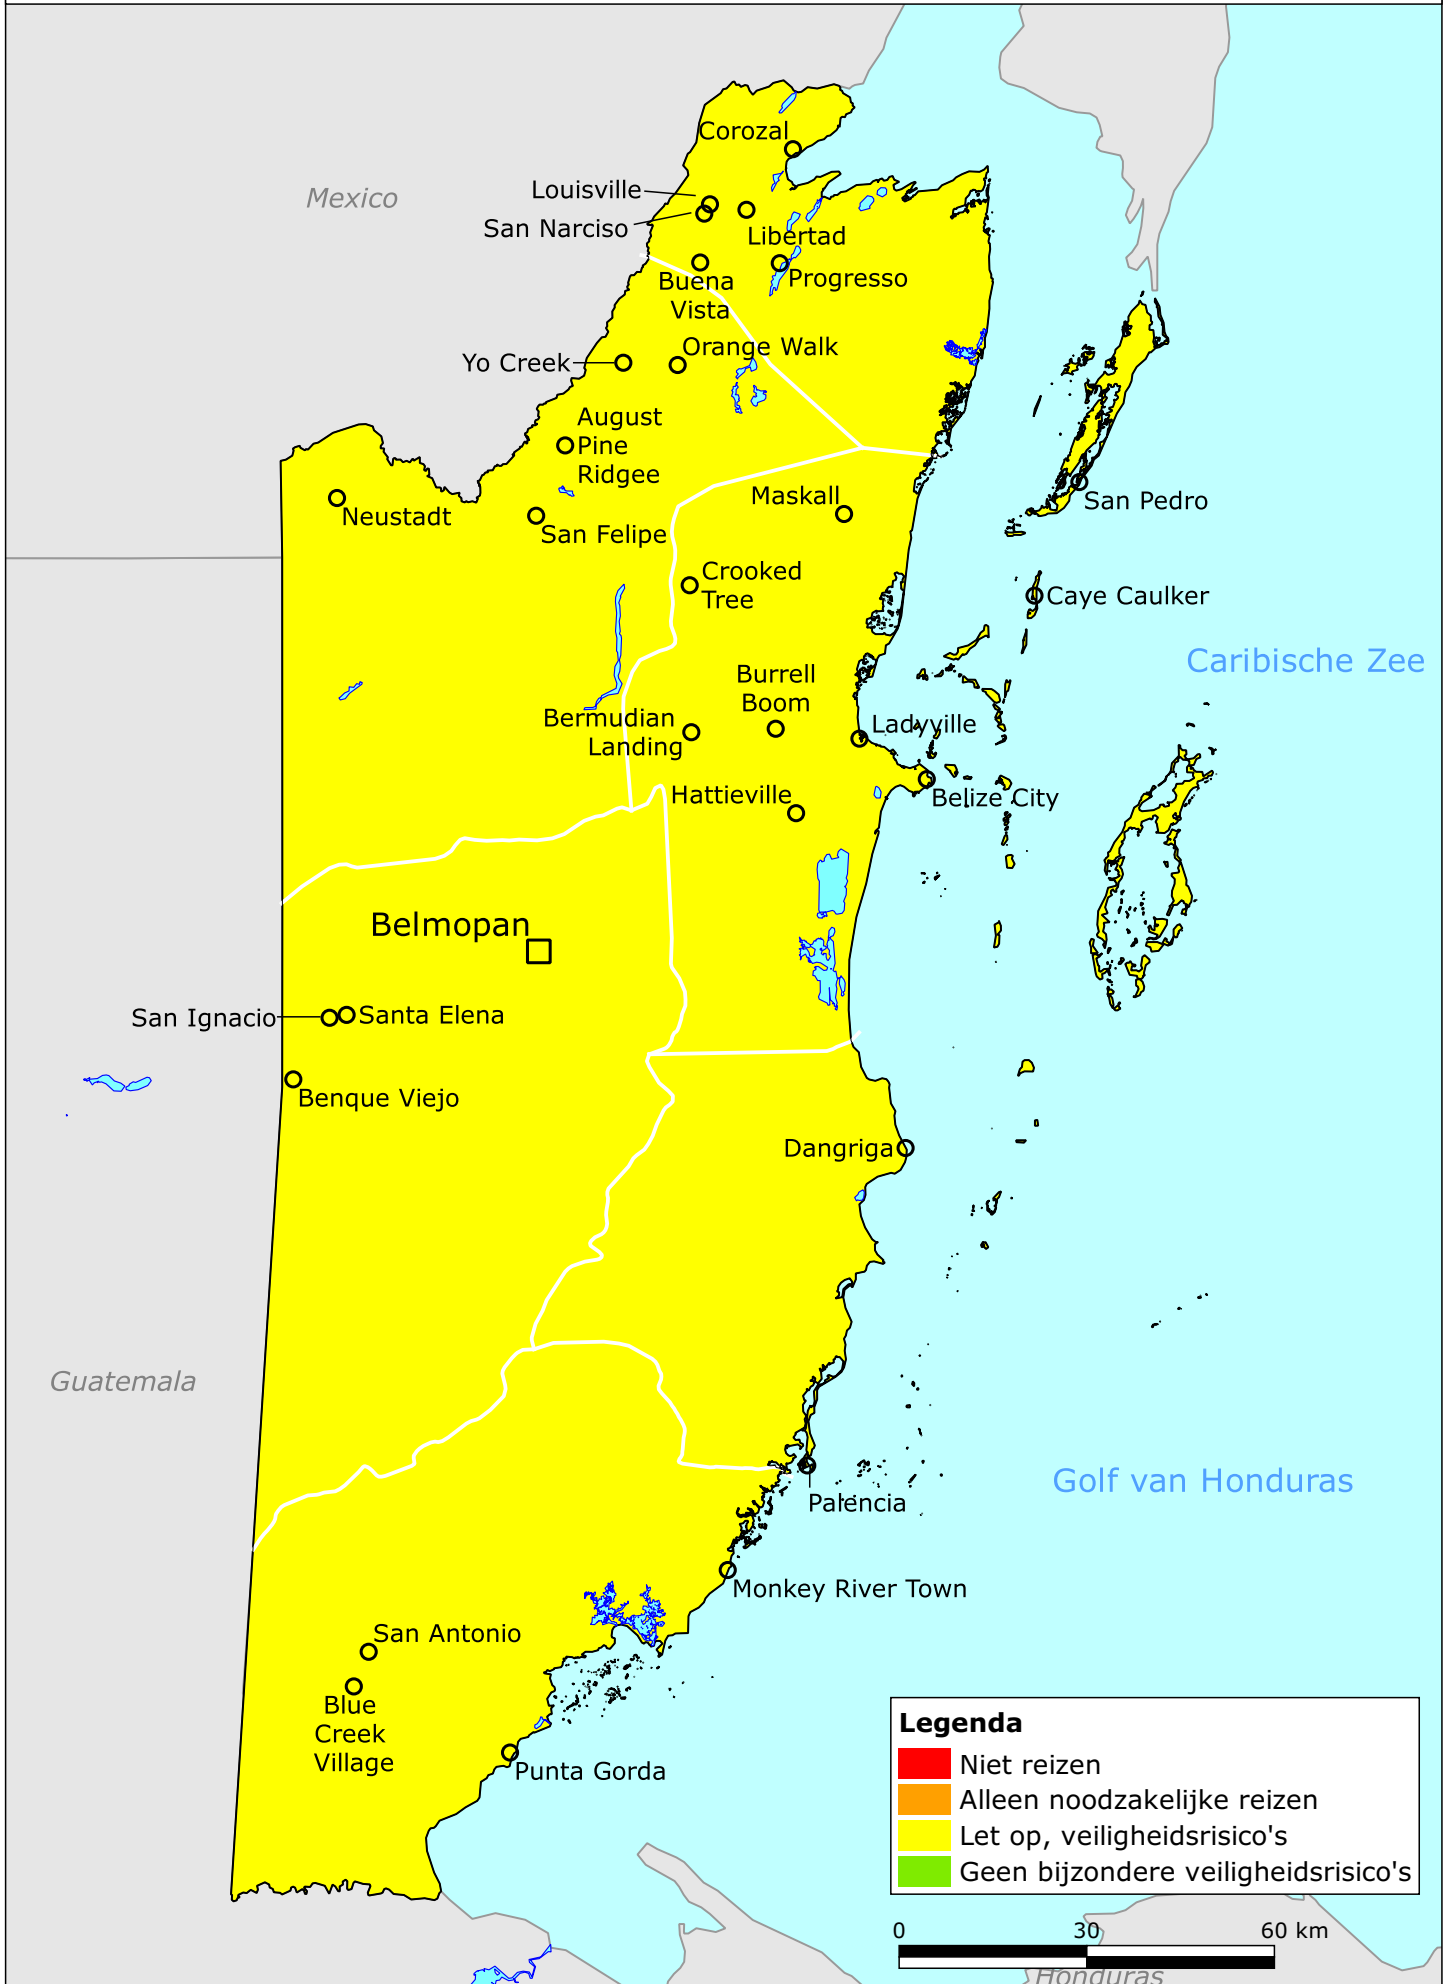 Corozal
Mexico
Louisville
San Narciso
Libertad
Buena
Vista
Progresso
Orange Walk
Yo Creek
August
Pine
Ridgee
Maskall
San Pedro
Neustadt
San Felipe
Crooked
Tree
Caye Caulker
Caribische Zee
Burrell
Boom
Bermudian
Landing
Ladyville
Hattieville
Belize City
Belmopan
San Ignacio
Santa Elena
Benque Viejo
Dangriga
Guatemala
Golf van Honduras
Palencia
Monkey River Town
San Antonio
Blue
Creek
Village
Punta Gorda
Legenda
Niet reizen
Alleen noodzakelijke reizen
Let op, veiligheidsrisico's
Geen bijzondere veiligheidsrisico's
0 30 60 km
Honduras